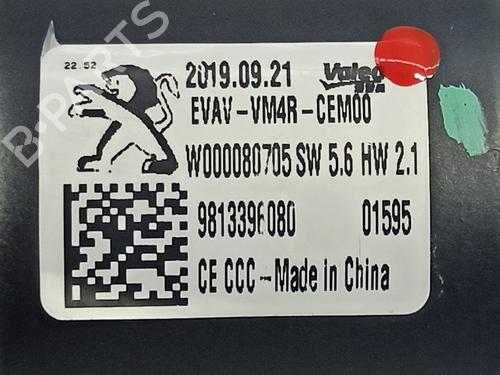 22.52
2019.09.21
Valeo
EVAV-VM4R-CEM00
W000080705 SW 5.6 HW 2.1
9813396080
01595
CE CCC-Made in China
B-PARTS